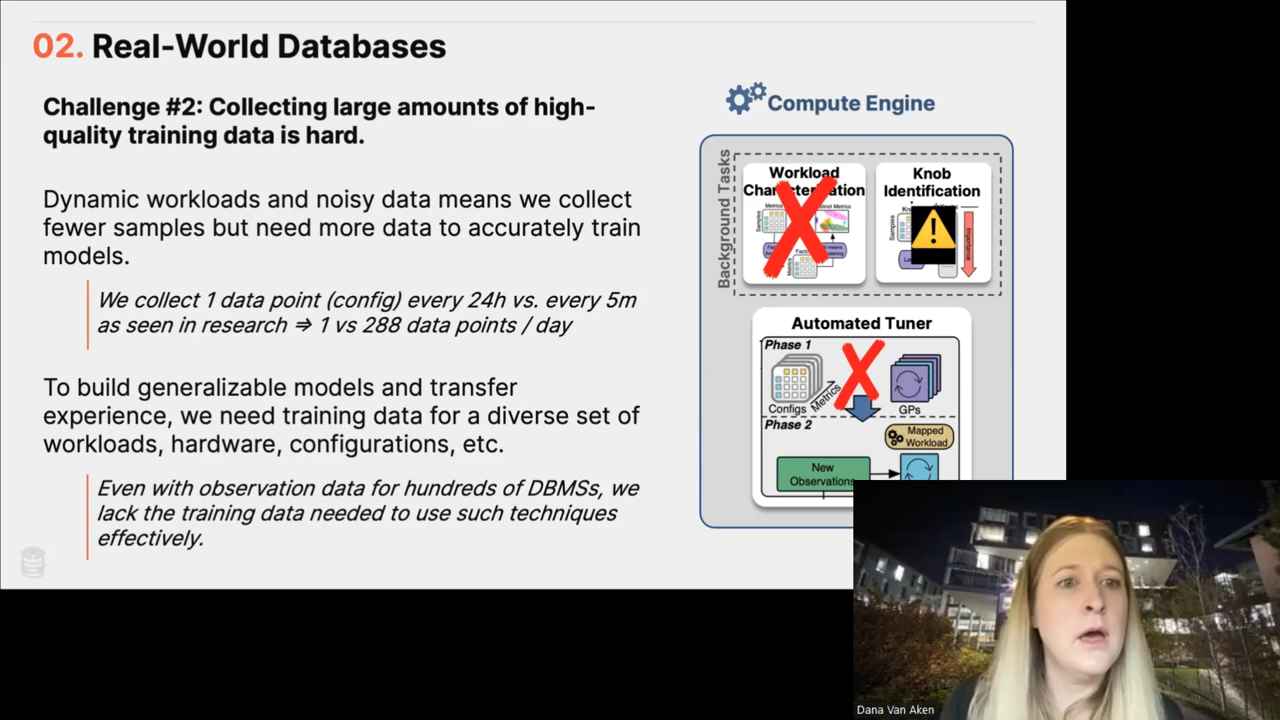 02. Real-World Databases
Challenge #2: Collecting large amounts of high-
quality training data is hard.
Dynamic workloads and noisy data means we collect
fewer samples but need more data to accurately train
models.
We collect 1 data point (config) every 24h vs. every 5m
as seen in research ⇒ 1 vs 288 data points / day
To build generalizable models and transfer
experience, we need training data for a diverse set of
workloads, hardware, configurations, etc.
Even with observation data for hundreds of DBMSs, we
lack the training data needed to use such techniques
effectively.
Compute Engine
Background Tasks
Workload
Metrics
Samples
Metrics
Knob
Identification
Samples
Importance
Automated Tuner
Phase 1
Configs
Metrics
GPs
Phase 2
Mapped
Workload
New
Observations
Dana Van Aken